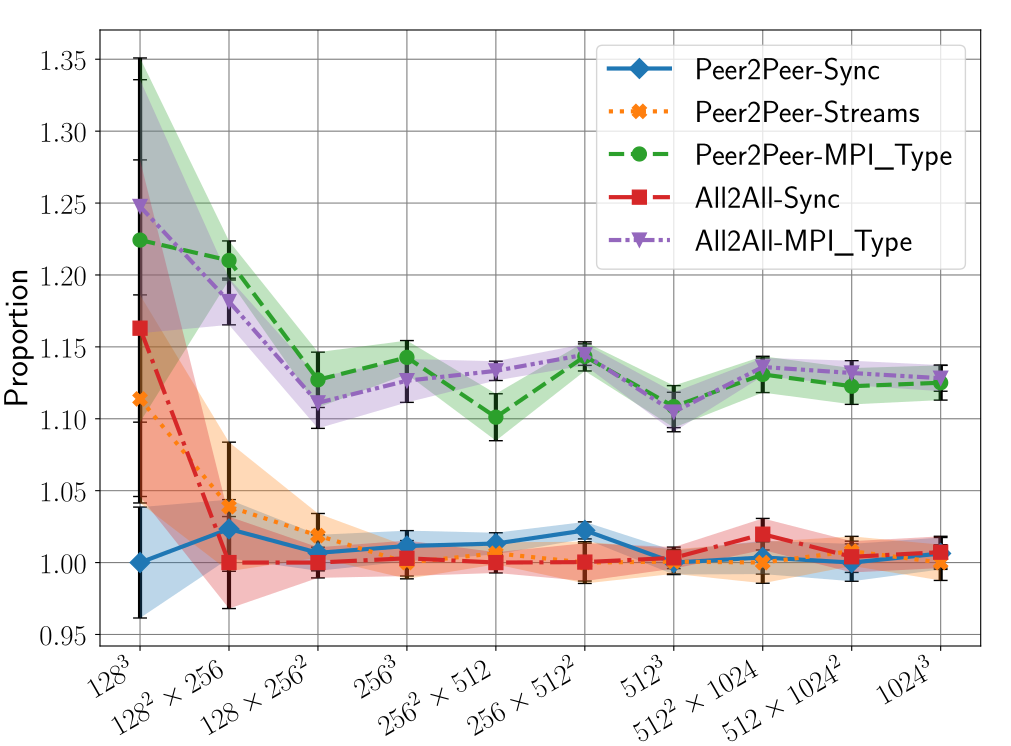 Proportion
1.35
1.30
1.25
1.20
1.15
1.10
1.05
1.00
0.95
Peer2Peer-Sync
Peer2Peer-Streams
Peer2Peer-MPI_Type
All2All-Sync
All2All-MPI_Type
128³
128² × 256
128 × 256²
256³
256² × 512
256 × 512²
512³
512² × 1024
512 × 1024²
1024³